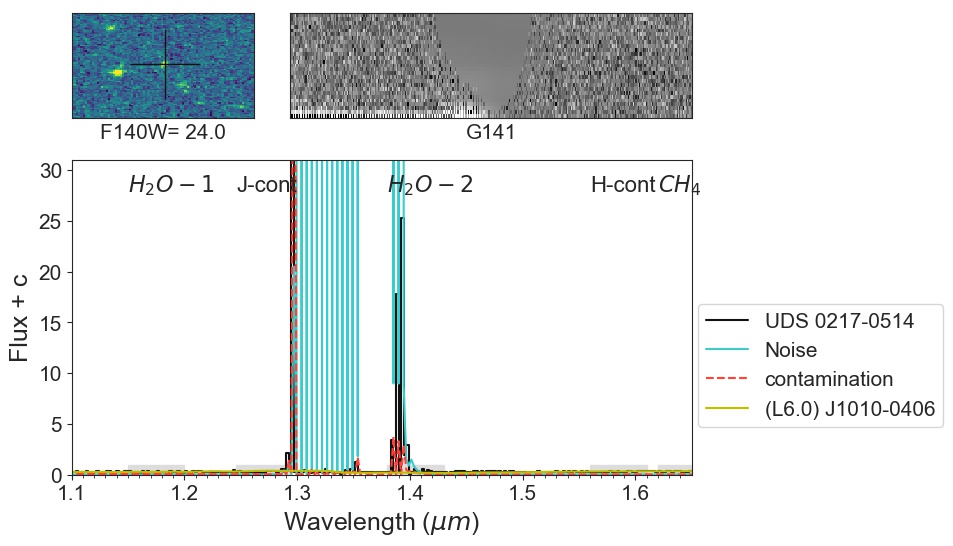 F140W= 24.0
G141
H₂O − 1
J-cont
H₂O − 2
H-cont
CH₄
30
25
20
15
10
5
0
Flux + c
1.1
1.2
1.3
1.4
1.5
1.6
Wavelength (μm)
UDS 0217-0514
Noise
contamination
(L6.0) J1010-0406